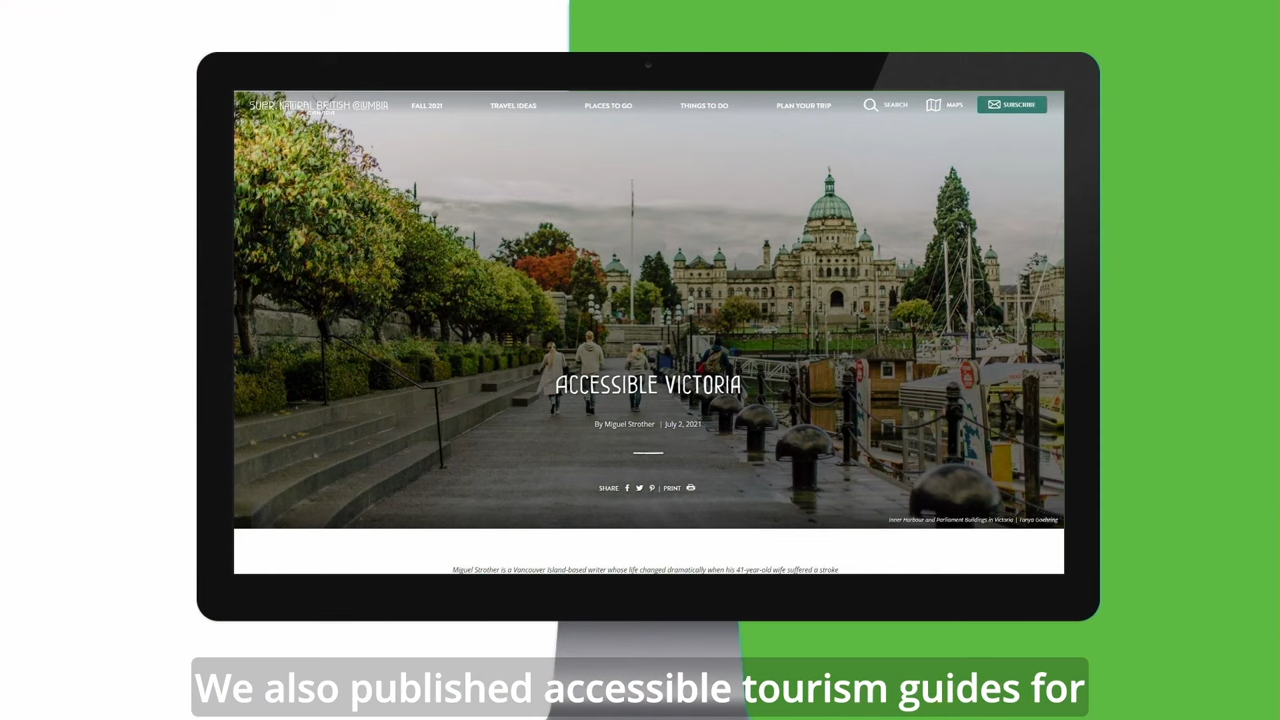 SUPER, NATURAL BRITISH COLUMBIA
CANADA
FALL 2021
TRAVEL IDEAS
PLACES TO GO
THINGS TO DO
PLAN YOUR TRIP
SEARCH
MAPS
SUBSCRIBE
ACCESSIBLE VICTORIA
By Miguel Strother | July 2, 2021
SHARE | PRINT
Inner Harbour and Parliament Buildings in Victoria | Tanya Goehring
Miguel Strother is a Vancouver Island-based writer whose life changed dramatically when his 41-year-old wife suffered a stroke
We also published accessible tourism guides for